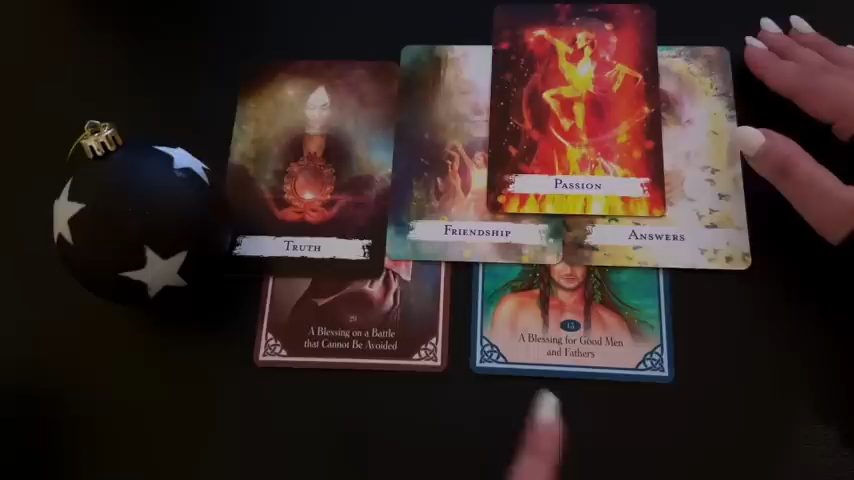 PASSION
FRIENDSHIP
ANSWERS
TRUTH
29
A Blessing on a Battle
that Cannot Be Avoided
15
A Blessing for Good Men
and Fathers